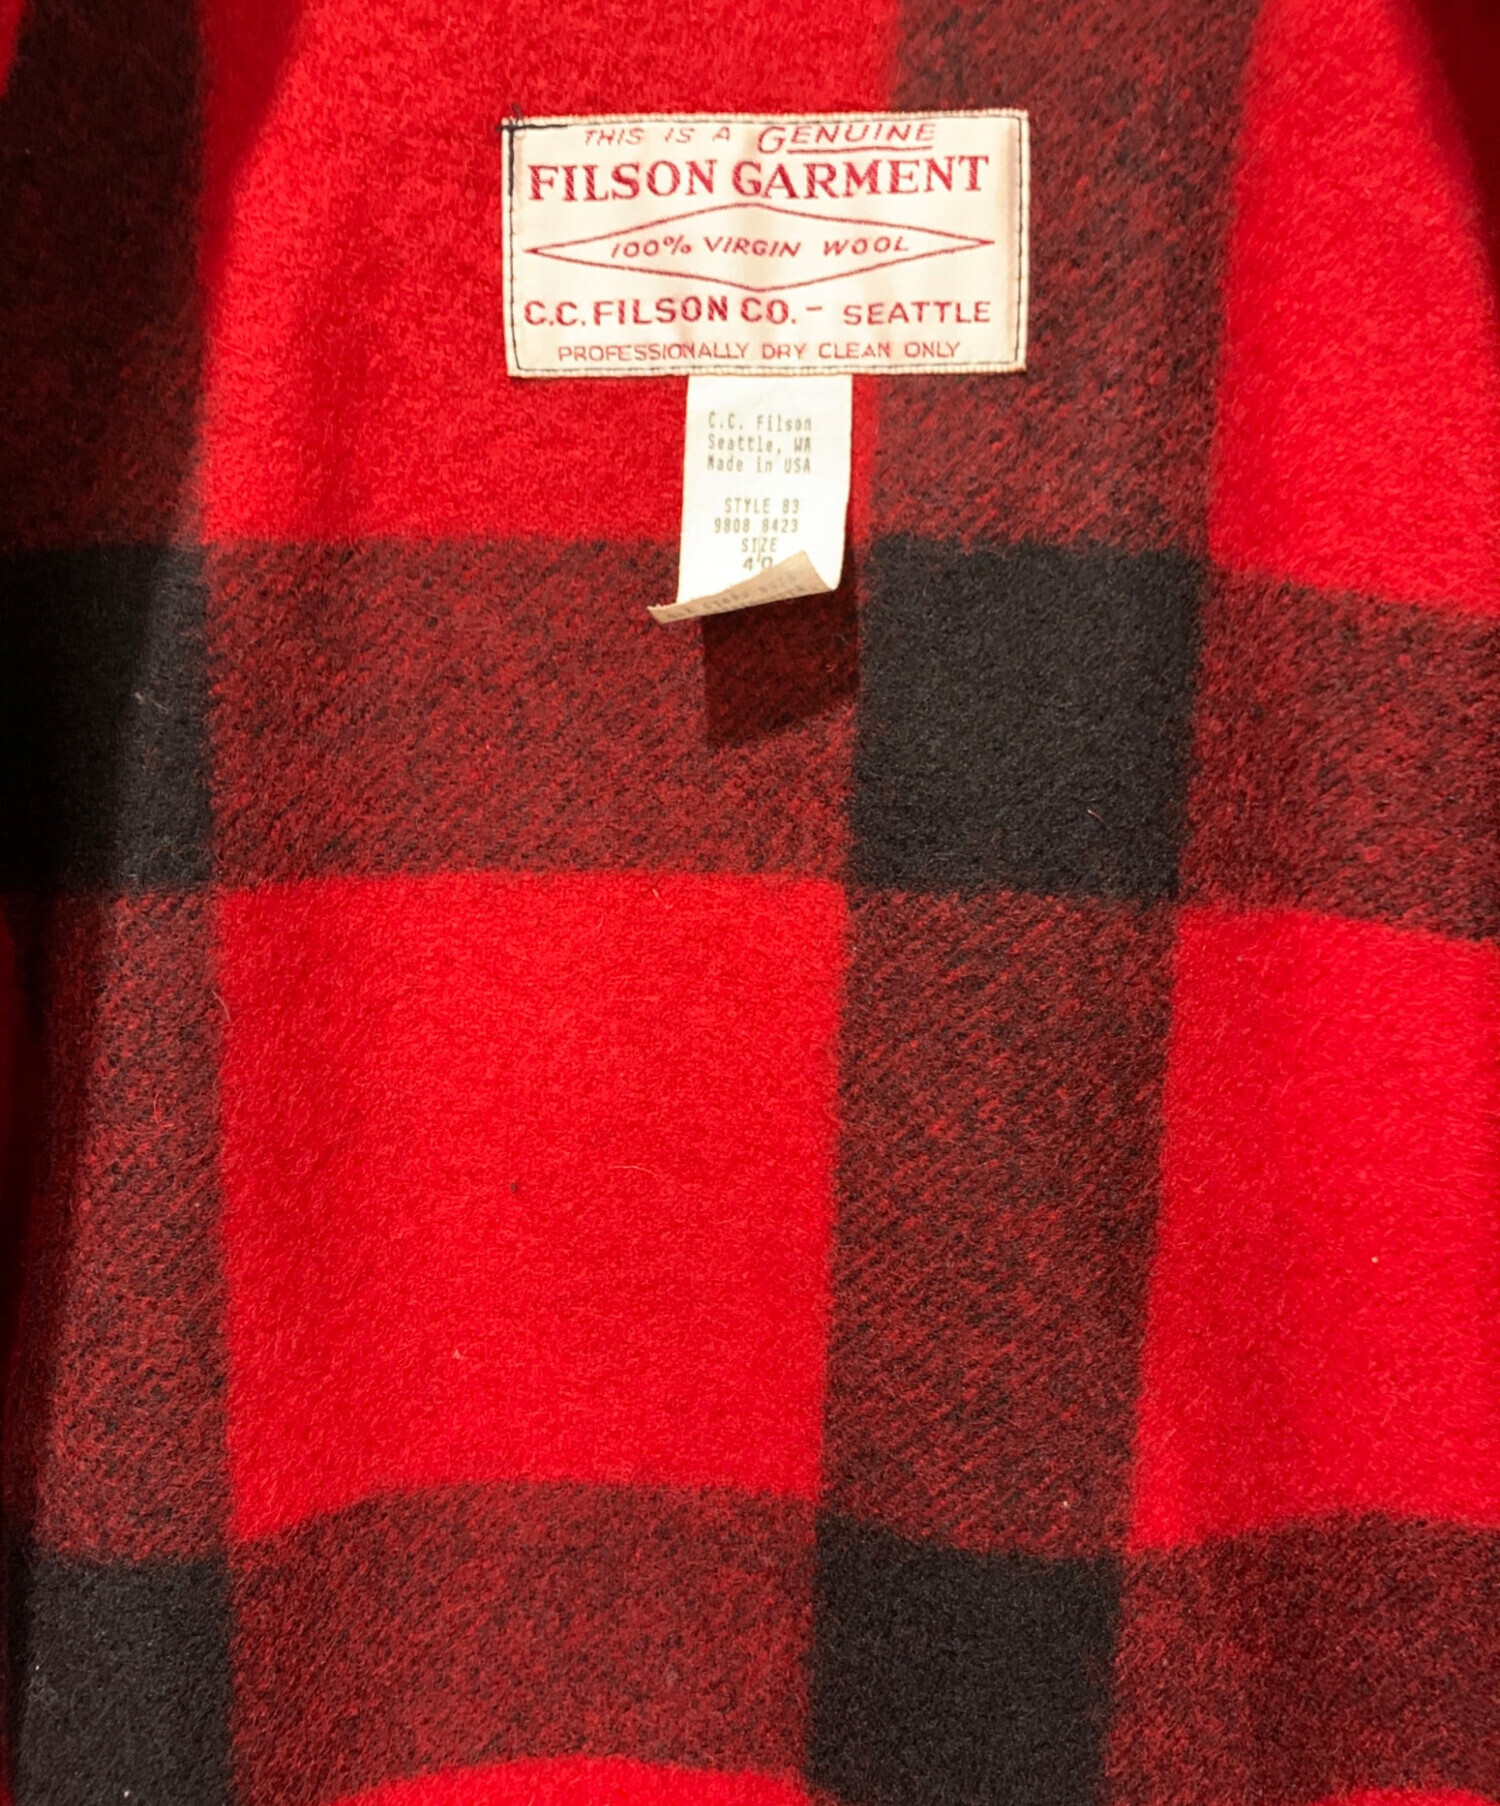 THIS IS A GENUINE
FILSON GARMENT
100% VIRGIN WOOL
C.C. FILSON CO. - SEATTLE
PROFESSIONALLY DRY CLEAN ONLY
C.C. Filson
Seattle, WA
Made in USA
STYLE 83
9808 8423
SIZE
40